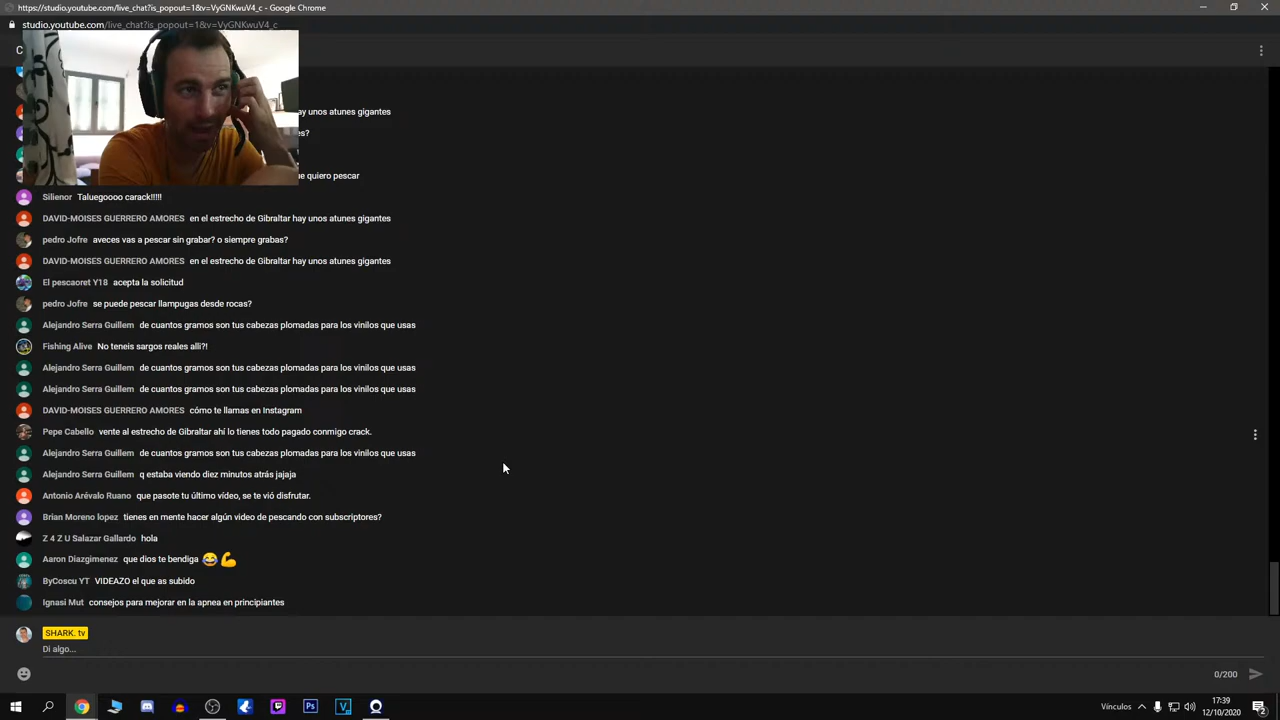 https://studio.youtube.com/live_chat?is_popout=1&v=VyGNKwuV4_c - Google Chrome
studio.youtube.com/live_chat?is_popout=1&v=VyGNKwuV4_c
C
hay unos atunes gigantes
es?
ue quiero pescar
Silienor Taluegoooo carack!!!!!
DAVID-MOISES GUERRERO AMORES en el estrecho de Gibraltar hay unos atunes gigantes
pedro Jofre aveces vas a pescar sin grabar? o siempre grabas?
DAVID-MOISES GUERRERO AMORES en el estrecho de Gibraltar hay unos atunes gigantes
El pescaoret Y18 acepta la solicitud
pedro Jofre se puede pescar llampugas desde rocas?
Alejandro Serra Guillem de cuantos gramos son tus cabezas plomadas para los vinilos que usas
Fishing Alive No teneis sargos reales alli?!
Alejandro Serra Guillem de cuantos gramos son tus cabezas plomadas para los vinilos que usas
Alejandro Serra Guillem de cuantos gramos son tus cabezas plomadas para los vinilos que usas
DAVID-MOISES GUERRERO AMORES cómo te llamas en Instagram
Pepe Cabello vente al estrecho de Gibraltar ahí lo tienes todo pagado conmigo crack.
Alejandro Serra Guillem de cuantos gramos son tus cabezas plomadas para los vinilos que usas
Alejandro Serra Guillem q estaba viendo diez minutos atrás jajaja
Antonio Arévalo Ruano que pasote tu último vídeo, se te vió disfrutar.
Brian Moreno lopez tienes en mente hacer algún video de pescando con subscriptores?
Z 4 Z U Salazar Gallardo hola
Aaron Diazgimenez que dios te bendiga 😂💪
ByCoscu YT VIDEAZO el que as subido
Ignasi Mut consejos para mejorar en la apnea en principiantes
SHARK. tv
Di algo...
0/200
Vínculos 17:39
12/10/2020